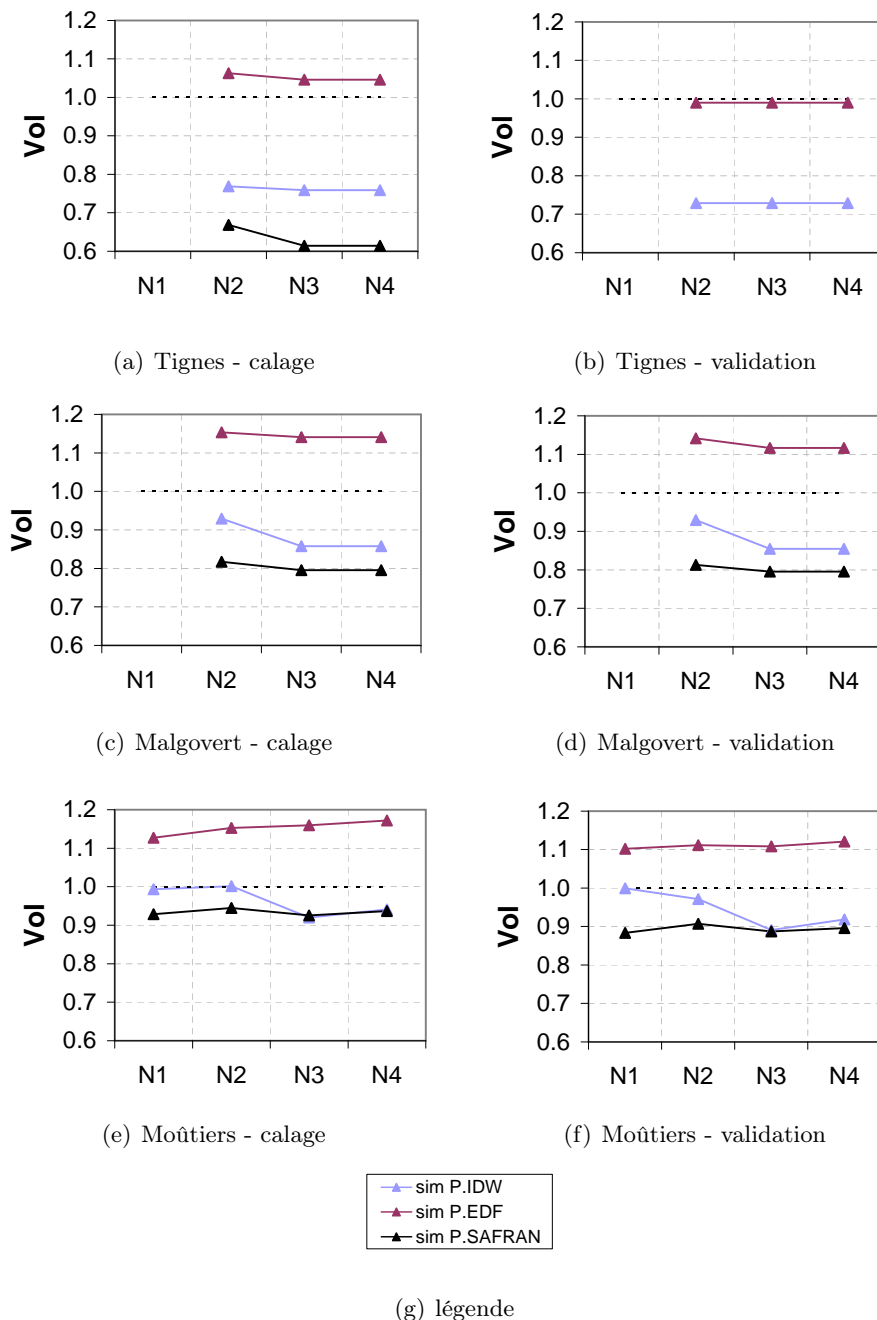 1.2
1.1
1.0
0.9
0.8
0.7
0.6
Vol
N1 N2 N3 N4
(a) Tignes - calage
1.2
1.1
1.0
0.9
0.8
0.7
0.6
Vol
N1 N2 N3 N4
(b) Tignes - validation
1.2
1.1
1.0
0.9
0.8
0.7
0.6
Vol
N1 N2 N3 N4
(c) Malgovert - calage
1.2
1.1
1.0
0.9
0.8
0.7
0.6
Vol
N1 N2 N3 N4
(d) Malgovert - validation
1.2
1.1
1.0
0.9
0.8
0.7
0.6
Vol
N1 N2 N3 N4
(e) Moûtiers - calage
1.2
1.1
1.0
0.9
0.8
0.7
0.6
Vol
N1 N2 N3 N4
(f) Moûtiers - validation
sim P.IDW
sim P.EDF
sim P.SAFRAN
(g) légende